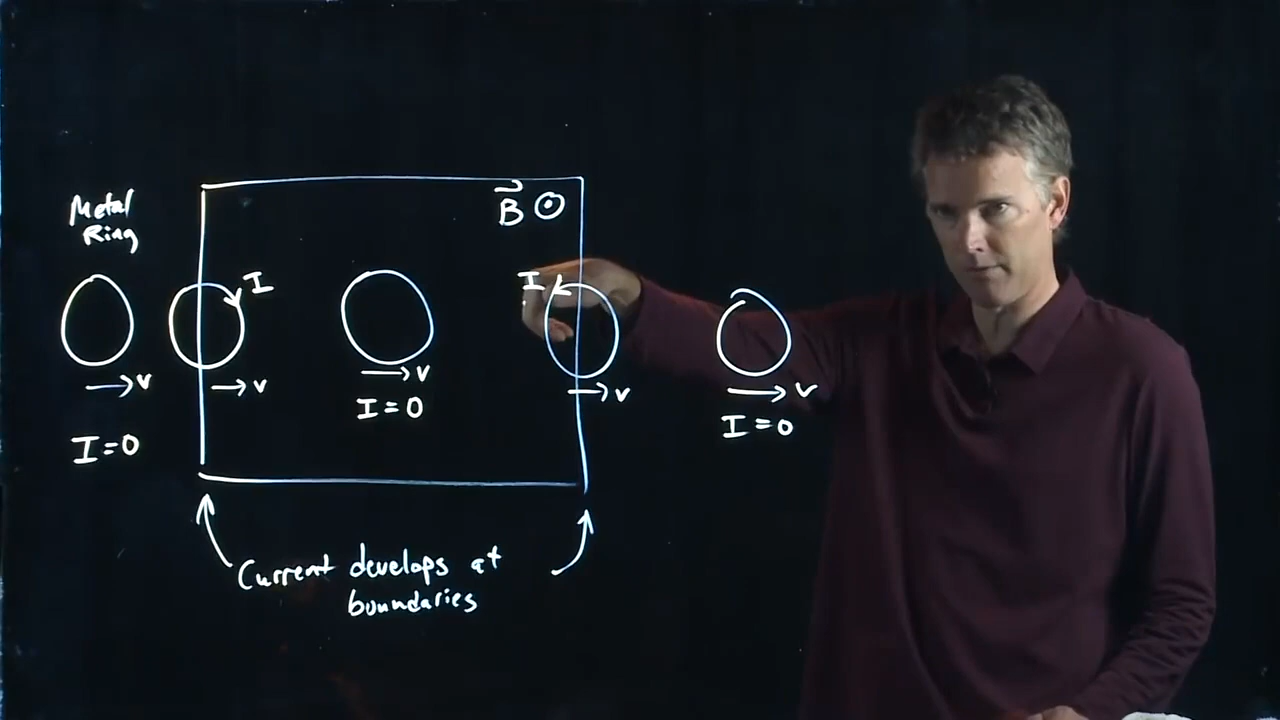 Metal
Ring
B
I
I
v
v
v
v
v
I=0
I=0
I=0
Current develops at
boundaries